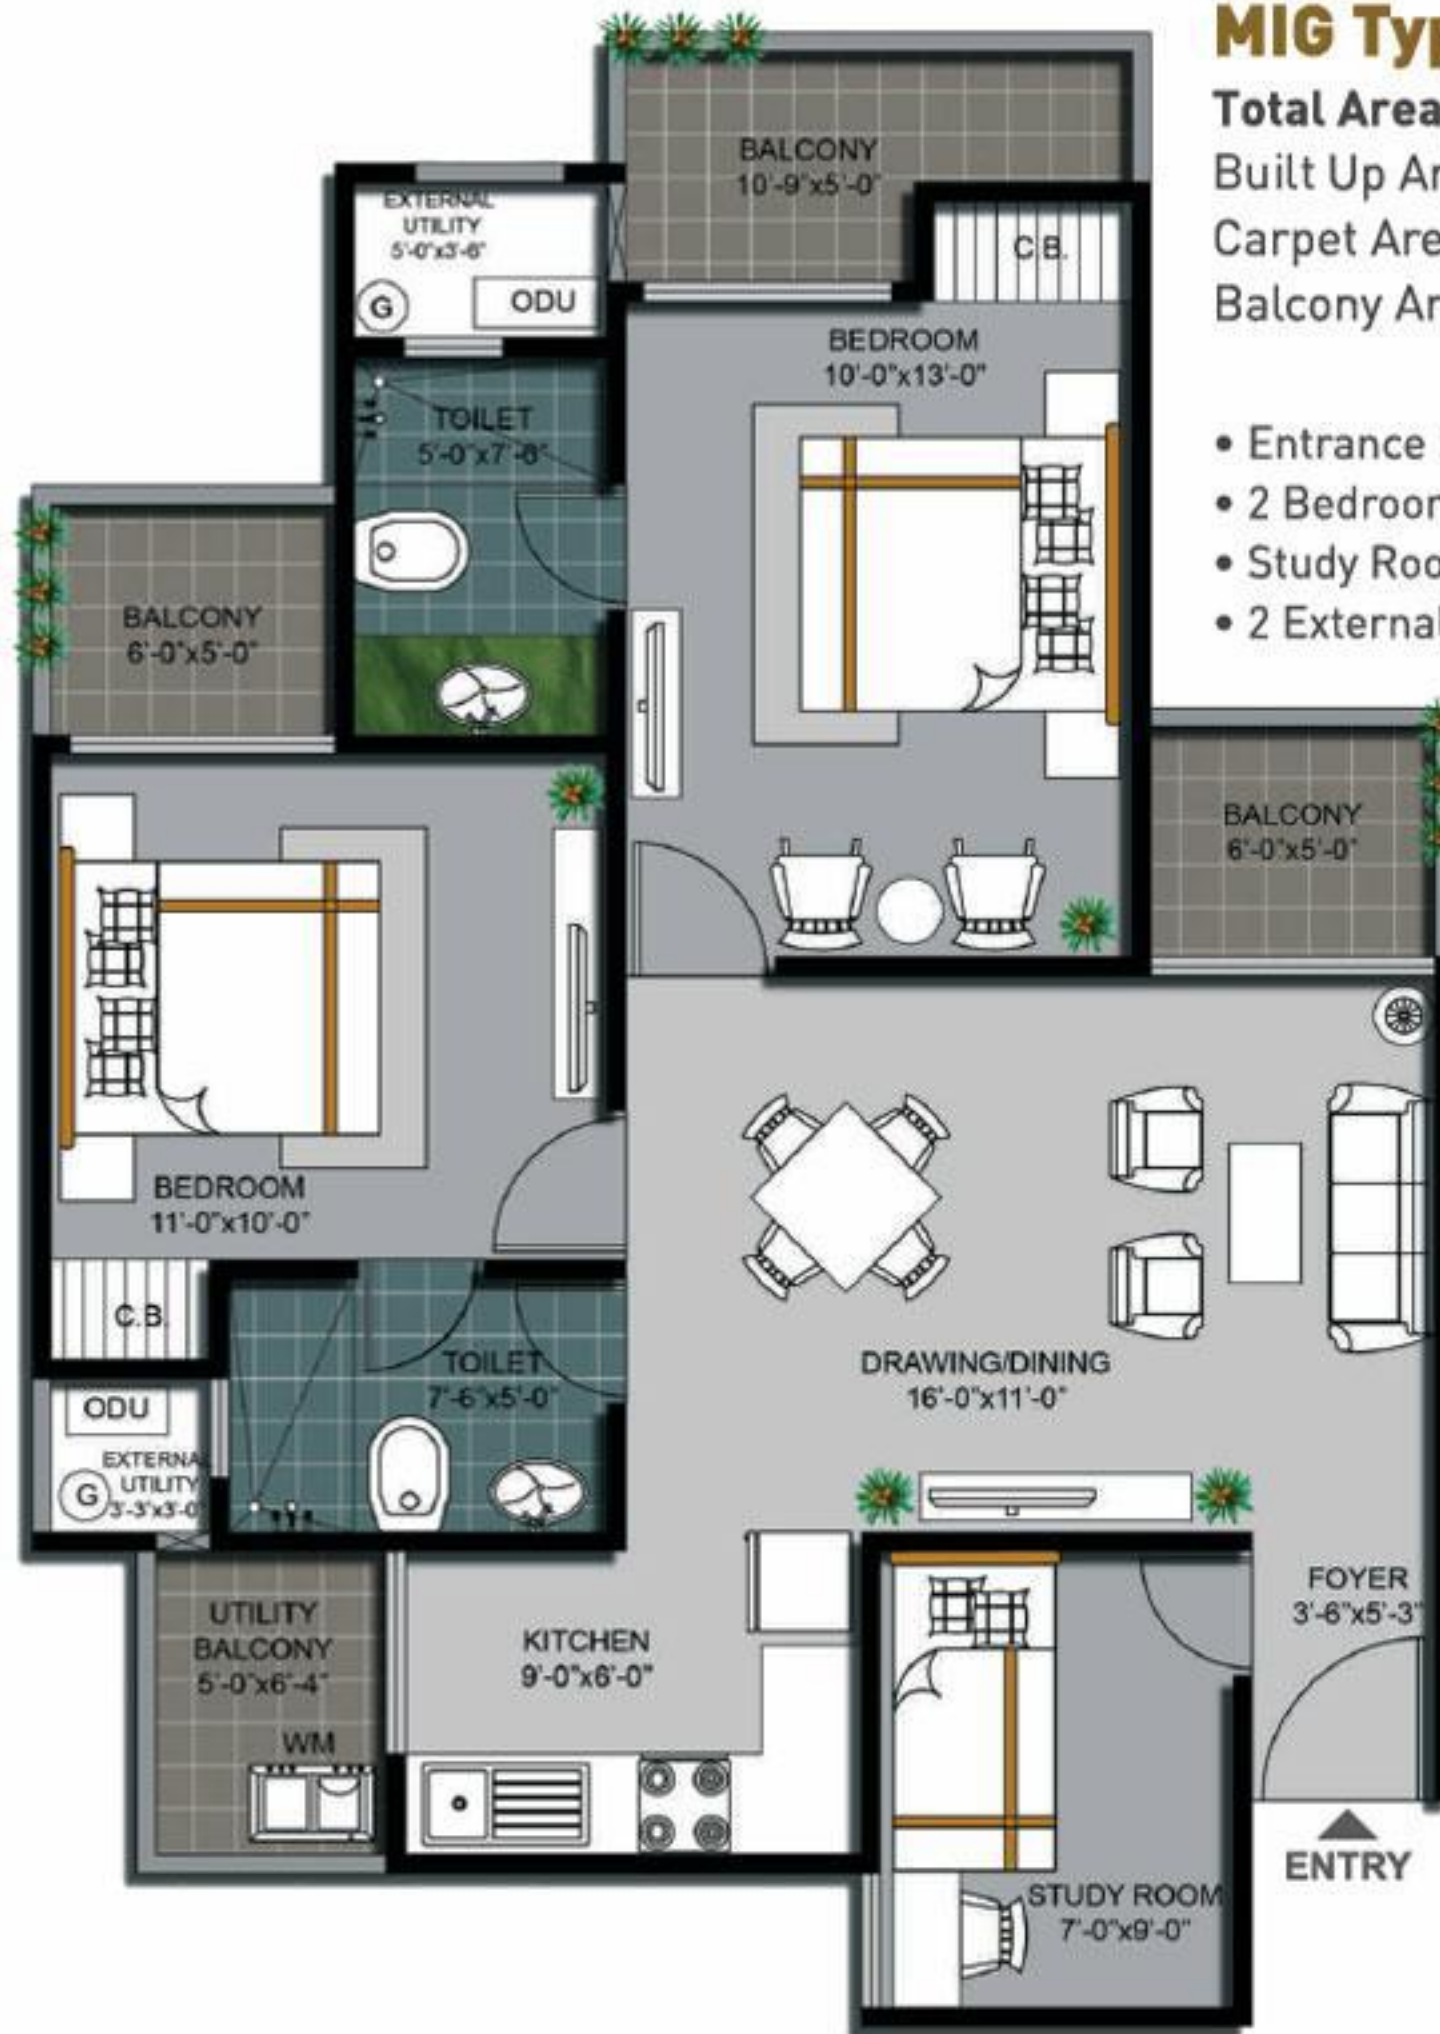 MIG Typ
Total Area
Built Up Ar
Carpet Are
Balcony Ar
• Entrance
• 2 Bedroor
• Study Roo
• 2 External
BALCONY
10'-9"x5'-0"
EXTERNAL
UTILITY
5'-0"x3'-6"
G
ODU
C.B.
BEDROOM
10'-0"x13'-0"
TOILET
5'-0"x7'-6"
BALCONY
6'-0"x5'-0"
BALCONY
6'-0"x5'-0"
BEDROOM
11'-0"x10'-0"
C.B.
TOILET
7'-6"x5'-0"
DRAWING/DINING
16'-0"x11'-0"
ODU
EXTERNA
UTILITY
G
3'-3"x3'-0"
FOYER
3'-6"x5'-3"
UTILITY
BALCONY
5'-0"x6'-4"
WM
KITCHEN
9'-0"x6'-0"
ENTRY
STUDY ROOM
7'-0"x9'-0"